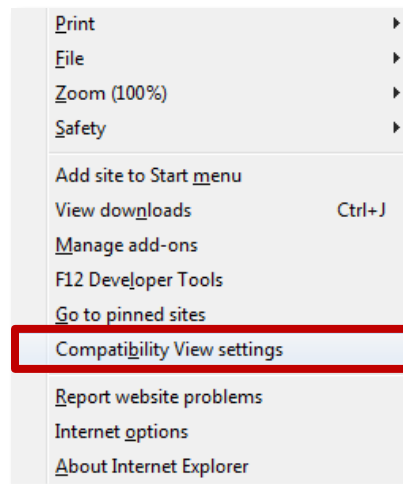 Print
File
Zoom (100%)
Safety
Add site to Start menu
View downloads Ctrl+J
Manage add-ons
F12 Developer Tools
Go to pinned sites
Compatibility View settings
Report website problems
Internet options
About Internet Explorer